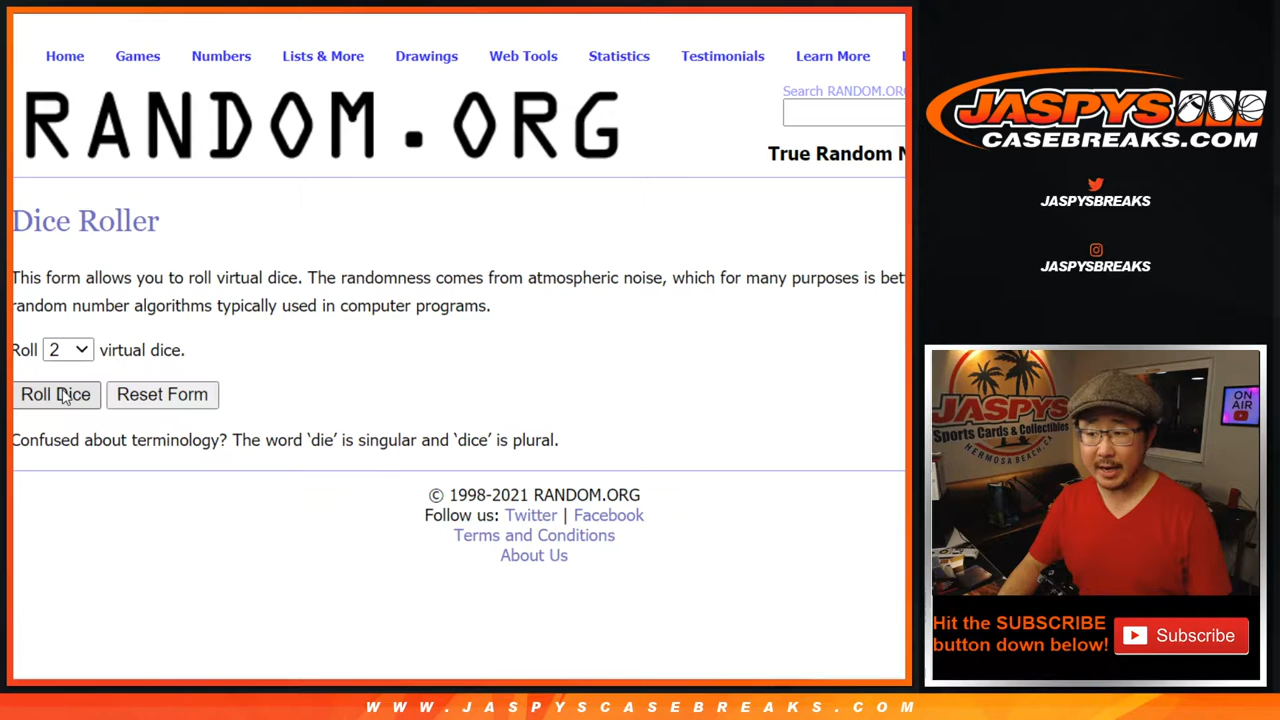 Home Games Numbers Lists & More Drawings Web Tools Statistics Testimonials Learn More
Search RANDOM.OR
RANDOM.ORG
True Random N
Dice Roller
This form allows you to roll virtual dice. The randomness comes from atmospheric noise, which for many purposes is bet
random number algorithms typically used in computer programs.
Roll 2 virtual dice.
Roll Dice Reset Form
Confused about terminology? The word ‘die’ is singular and ‘dice’ is plural.
© 1998-2021 RANDOM.ORG
Follow us: Twitter | Facebook
Terms and Conditions
About Us
JASPYS
CASEBREAKS.COM
JASPYSBREAKS
JASPYSBREAKS
JASPYS
Sports Cards & Collectibles
HERMOSA BEACH, CA
ON
AIR
Hit the SUBSCRIBE
button down below!
Subscribe
WWW.JASPYSCASEBREAKS.COM